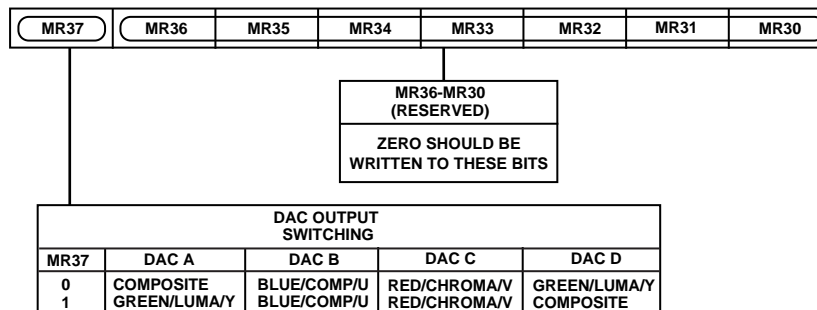 MR37 MR36 MR35 MR34 MR33 MR32 MR31 MR30
MR36-MR30
(RESERVED)
ZERO SHOULD BE
WRITTEN TO THESE BITS
DAC OUTPUT
SWITCHING
MR37 DAC A DAC B DAC C DAC D
0 COMPOSITE BLUE/COMP/U RED/CHROMA/V GREEN/LUMA/Y
1 GREEN/LUMA/Y BLUE/COMP/U RED/CHROMA/V COMPOSITE